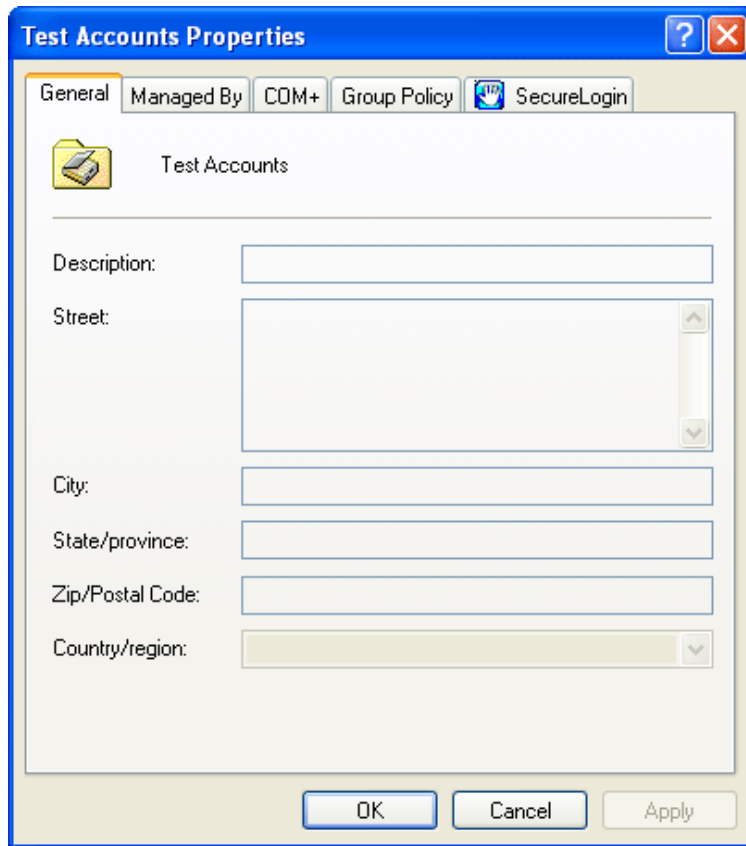 Test Accounts Properties
General Managed By COM+ Group Policy SecureLogin
Test Accounts
Description:
Street:
City:
State/province:
Zip/Postal Code:
Country/region:
OK Cancel Apply